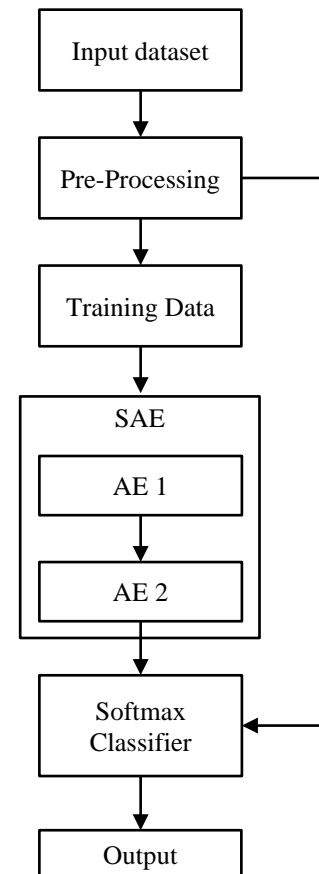 Input dataset
Pre-Processing
Training Data
SAE
AE 1
AE 2
Softmax
Classifier
Output